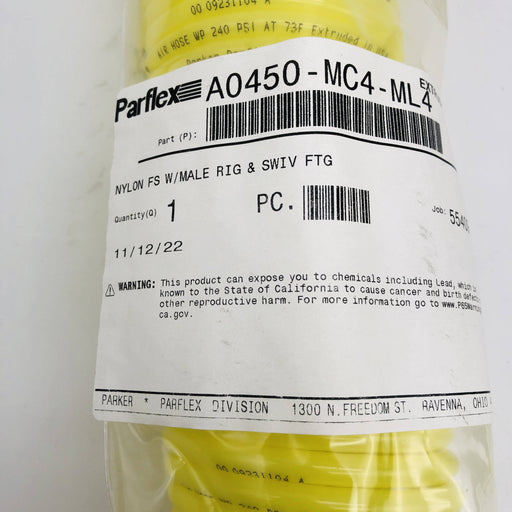 00 09231104 A
AIR HOSE WP 240 PSI AT 73F Extruded in
Parflex A0450-MC4-ML4
Part (P):
NYLON FS W/MALE RIG & SWIV FTG
Quantity(Q) 1 PC. Job: 5540
11/12/22
WARNING: This product can expose you to chemicals including Lead, which is
known to the State of California to cause cancer and birth defects
other reproductive harm. For more information go to www.P65Warning
ca.gov.
PARKER * PARFLEX DIVISION 1300 N.FREEDOM ST. RAVENNA, OHIO
00 09231104 A